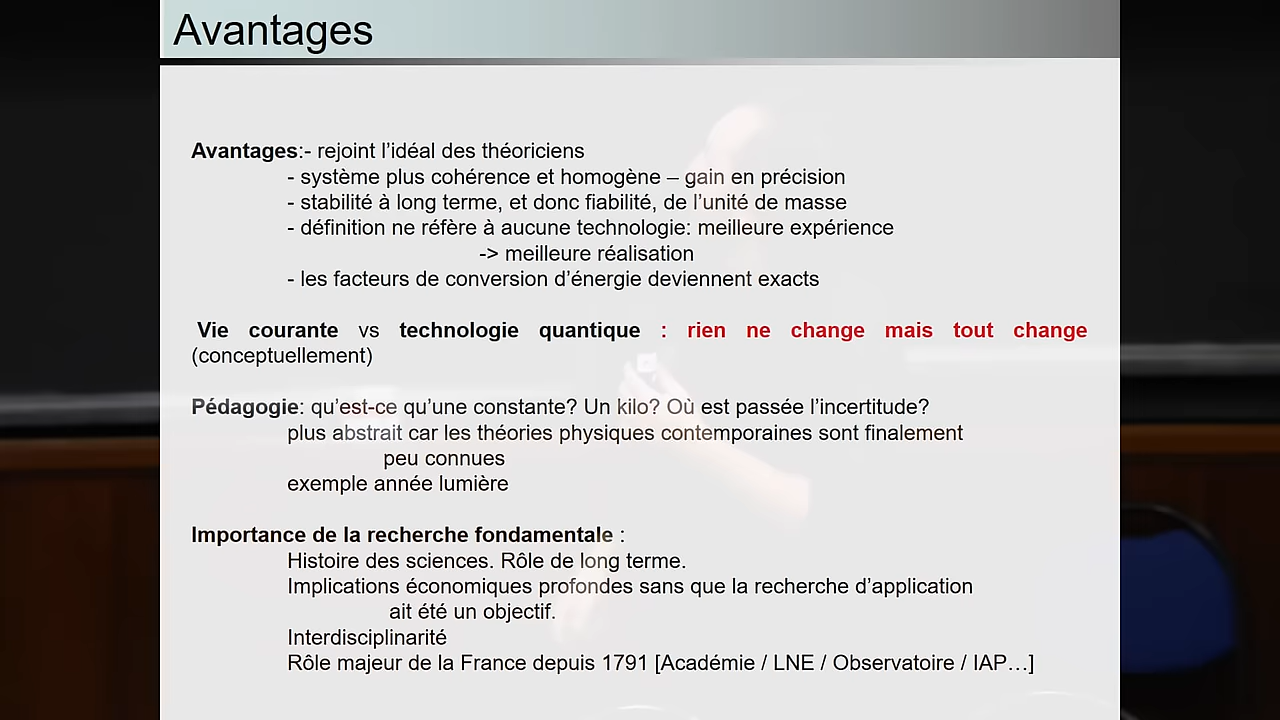 Avantages
Avantages:- rejoint l’idéal des théoriciens
- système plus cohérence et homogène – gain en précision
- stabilité à long terme, et donc fiabilité, de l’unité de masse
- définition ne réfère à aucune technologie: meilleure expérience
-> meilleure réalisation
- les facteurs de conversion d’énergie deviennent exacts
Vie courante vs technologie quantique : rien ne change mais tout change
(conceptuellement)
Pédagogie: qu’est-ce qu’une constante? Un kilo? Où est passée l’incertitude?
plus abstrait car les théories physiques contemporaines sont finalement
peu connues
exemple année lumière
Importance de la recherche fondamentale :
Histoire des sciences. Rôle de long terme.
Implications économiques profondes sans que la recherche d’application
ait été un objectif.
Interdisciplinarité
Rôle majeur de la France depuis 1791 [Académie / LNE / Observatoire / IAP…]